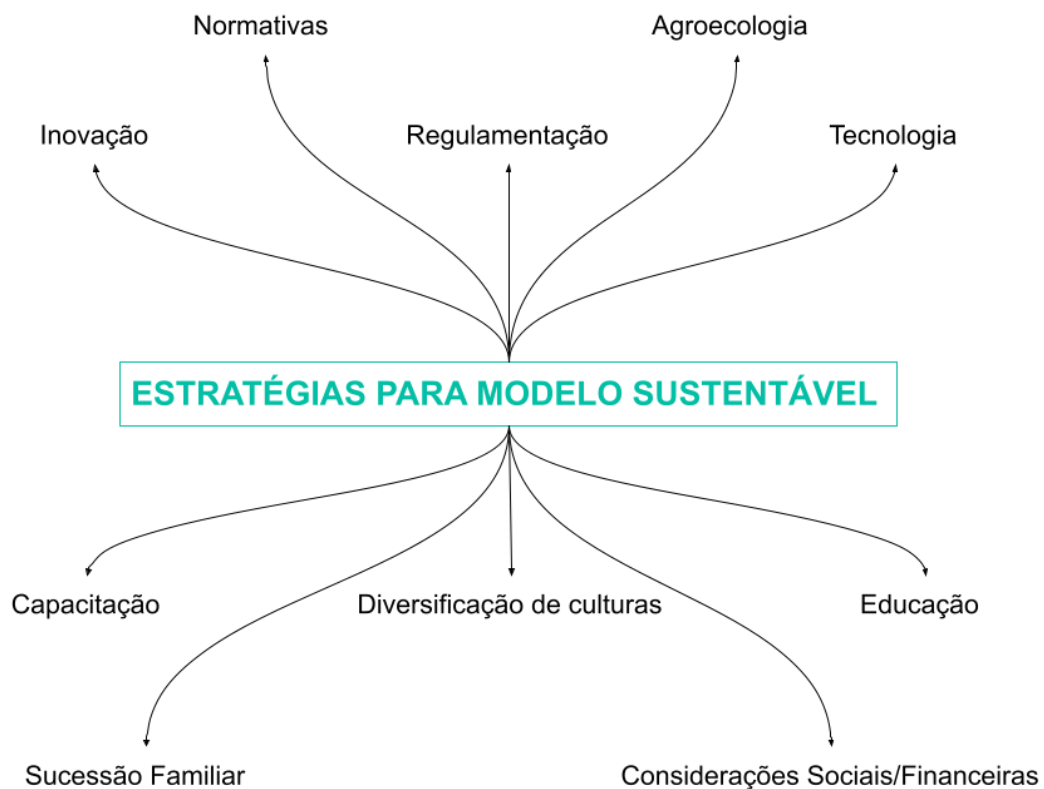 Normativas
Agroecologia
Inovação
Regulamentação
Tecnologia
ESTRATÉGIAS PARA MODELO SUSTENTÁVEL
Capacitação
Diversificação de culturas
Educação
Sucessão Familiar
Considerações Sociais/Financeiras